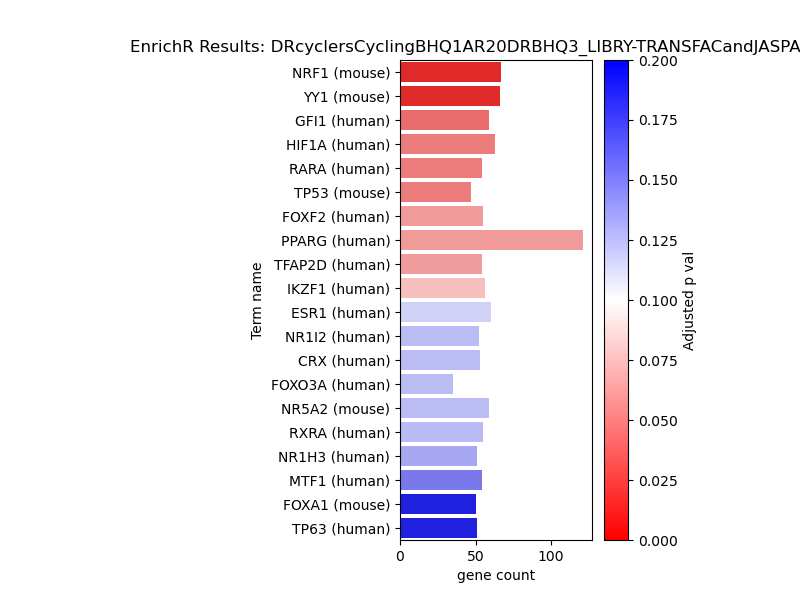 EnrichR Results: DRcyclersCyclingBHQ1AR20DRBHQ3_LIBRY-TRANSFACandJASPA
NRF1 (mouse)
YY1 (mouse)
GFI1 (human)
HIF1A (human)
RARA (human)
TP53 (mouse)
FOXF2 (human)
PPARG (human)
TFAP2D (human)
IKZF1 (human)
ESR1 (human)
NR1I2 (human)
CRX (human)
FOXO3A (human)
NR5A2 (mouse)
RXRA (human)
NR1H3 (human)
MTF1 (human)
FOXA1 (mouse)
TP63 (human)
Term name
0 50 100
gene count
0.200
0.175
0.150
0.125
0.100
0.075
0.050
0.025
0.000
Adjusted p val